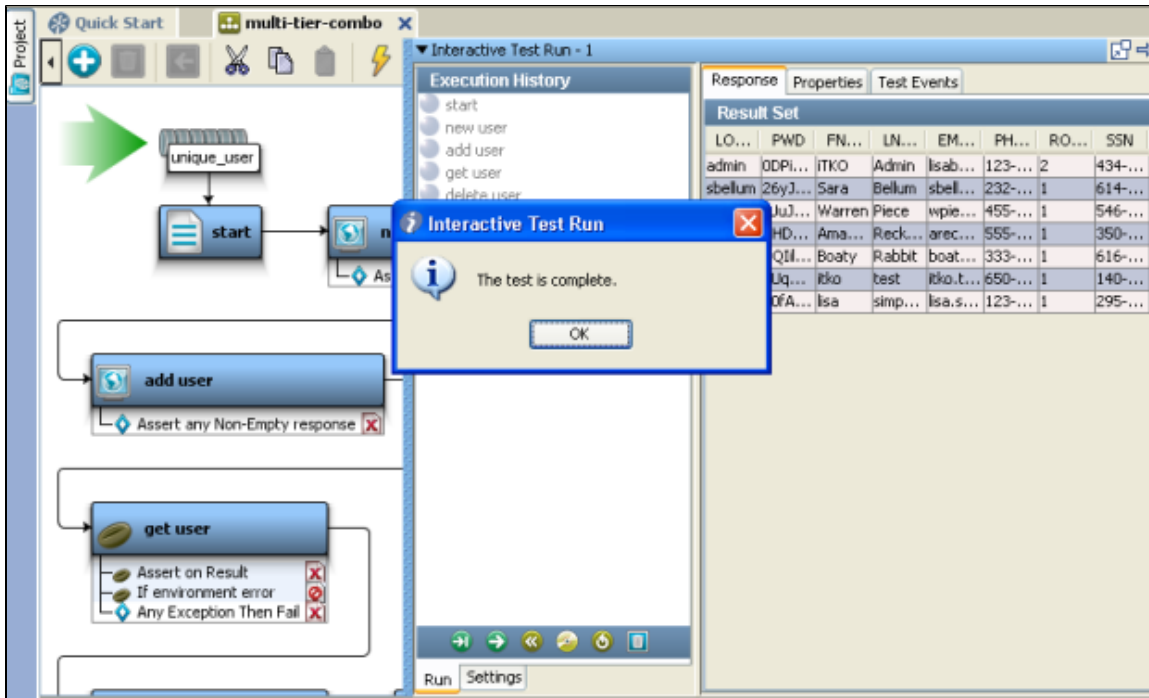 Project
Quick Start
multi-tier-combo
Interactive Test Run - 1
unique_user
start
n
As
add user
Assert any Non-Empty response
get user
Assert on Result
If environment error
Any Exception Then Fail
Execution History
start
new user
add user
get user
delete user
Run Settings
Interactive Test Run
The test is complete.
OK
Response Properties Test Events
Result Set
LO... PWD FN... LN... EM... PH... RO... SSN
admin 0DPi... ITKO Admin lisab... 123-... 2 434-...
sbellum 26yJ... Sara Bellum sbell... 232-... 1 614-...
UuJ... Warren Piece wpie... 455-... 1 546-...
HD... Ama... Reck... arec... 555-... 1 350-...
Boaty Rabbit boat... 333-... 1 616-...
Uq... itko test itko.t... 650-... 1 140-...
0fA... lisa simp... lisa.s... 123-... 1 295-...